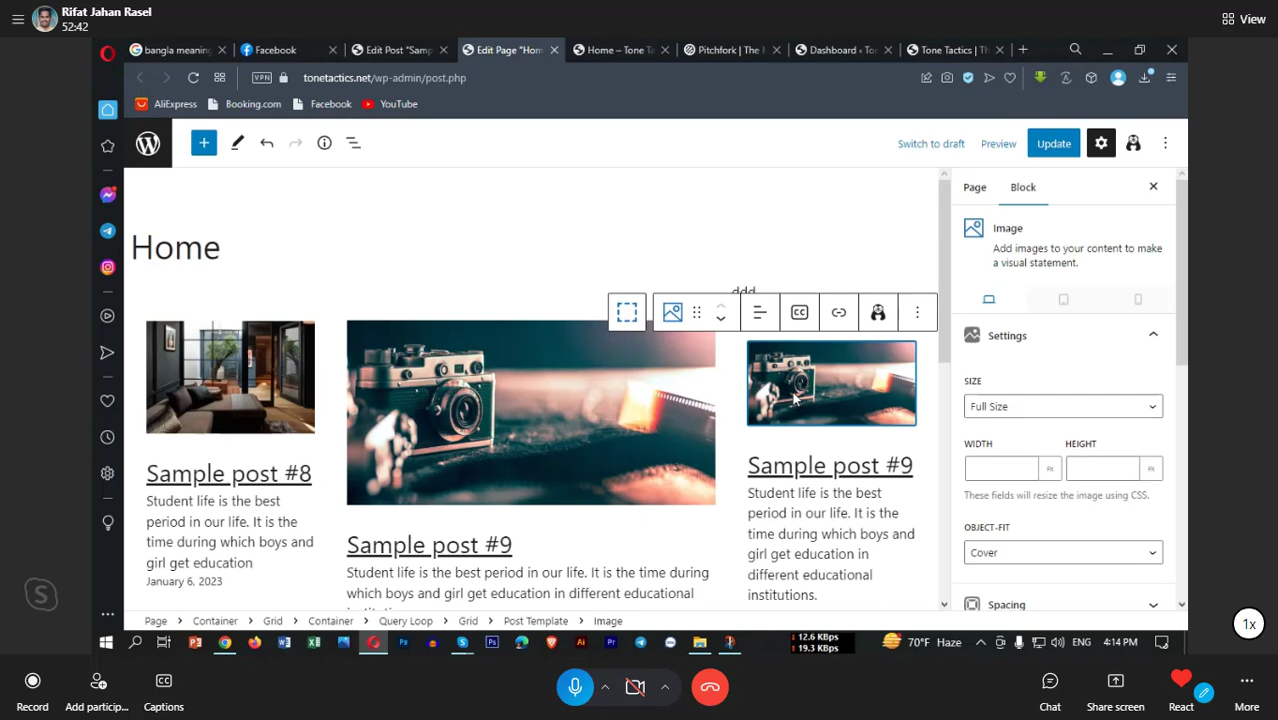 Rifat Jahan Rasel
52:42
View
bangla meaning
Facebook
Edit Post "Samp
Edit Page "Hom
Home – Tone Ta
Pitchfork | The M
Dashboard ‹ To
Tone Tactics | Th
VPN
tonetactics.net/wp-admin/post.php
AliExpress
Booking.com
Facebook
YouTube
Switch to draft
Preview
Update
Page
Block
Home
ddd
Image
Add images to your content to make
a visual statement.
Settings
SIZE
Full Size
WIDTH
HEIGHT
PX
PX
These fields will resize the image using CSS.
OBJECT-FIT
Cover
Spacing
CC
Sample post #8
Student life is the best
period in our life. It is the
time during which boys and
girl get education
January 6, 2023
Sample post #9
Student life is the best period in our life. It is the time during
which boys and girl get education in different educational
Sample post #9
Student life is the best
period in our life. It is the
time during which boys and
girl get education in
different educational
institutions.
Page
Container
Grid
Container
Query Loop
Grid
Post Template
Image
12.6 KBps
19.3 KBps
70°F Haze
ENG
4:14 PM
1x
Record
Add particip...
CC
Captions
Chat
Share screen
React
More